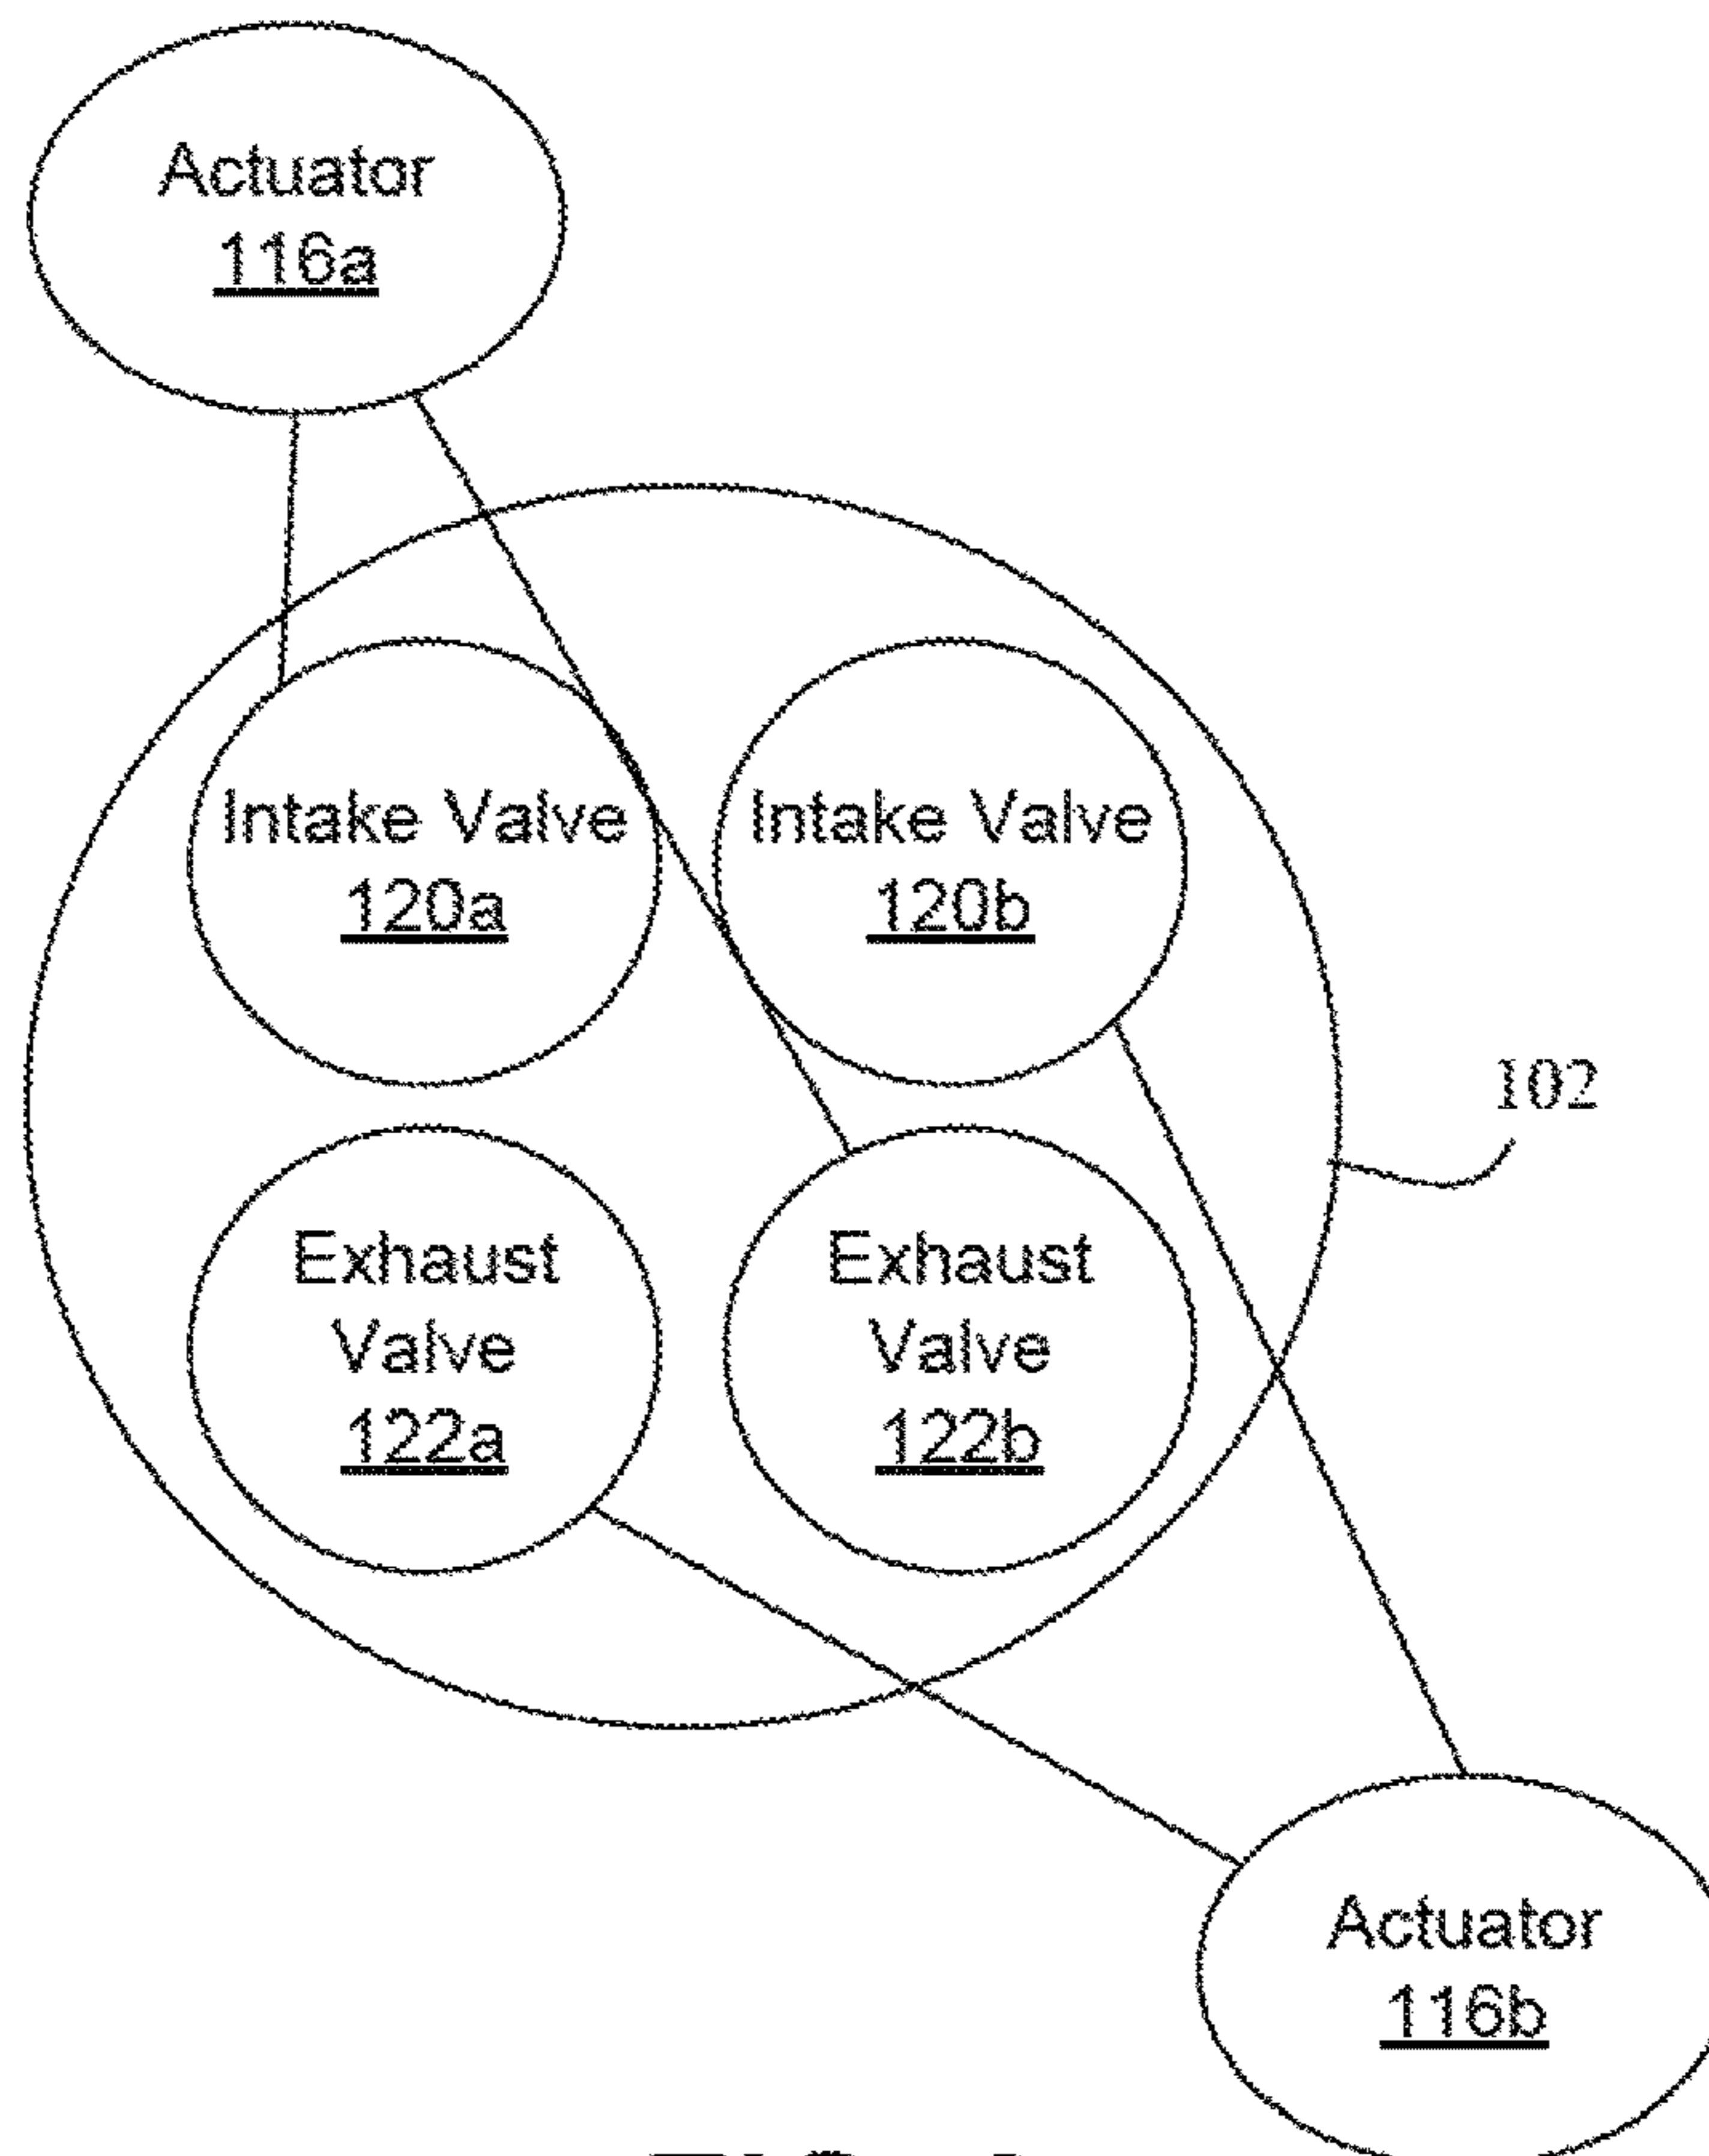 Actuator
116a
Intake Valve
120a
Intake Valve
120b
102
Exhaust
Valve
122a
Exhaust
Valve
122b
Actuator
116b